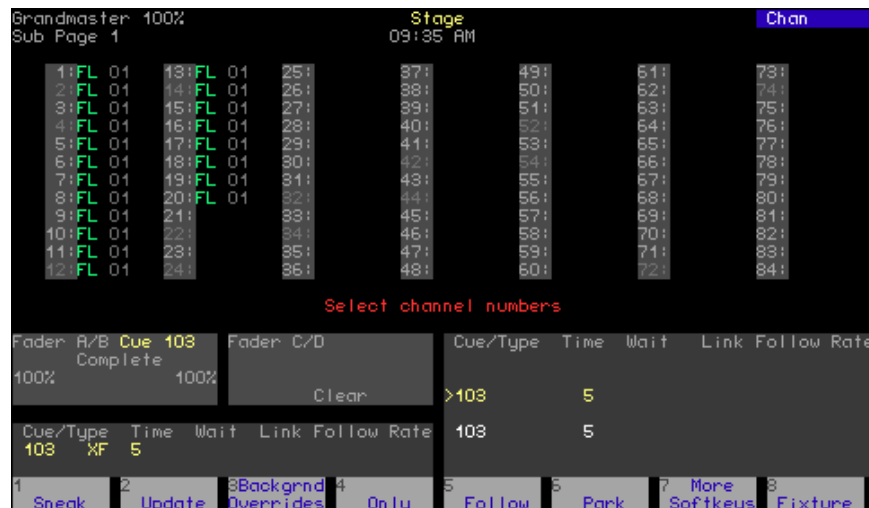 Grandmaster 100% Stage Chan
Sub Page 1 09:35 AM
1:FL 01 13:FL 01 25: 37: 49: 61: 73:
2:FL 01 14:FL 01 26: 38: 50: 62: 74:
3:FL 01 15:FL 01 27: 39: 51: 63: 75:
4:FL 01 16:FL 01 28: 40: 52: 64: 76:
5:FL 01 17:FL 01 29: 41: 53: 65: 77:
6:FL 01 18:FL 01 30: 42: 54: 66: 78:
7:FL 01 19:FL 01 31: 43: 55: 67: 79:
8:FL 01 20:FL 01 32: 44: 56: 68: 80:
9:FL 01 21: 33: 45: 57: 69: 81:
10:FL 01 22: 34: 46: 58: 70: 82:
11:FL 01 23: 35: 47: 59: 71: 83:
12:FL 01 24: 36: 48: 60: 72: 84:
Select channel numbers
Fader A/B Cue 103
Complete
100% 100%
Fader C/D
Clear
Cue/Type Time Wait Link Follow Rate
103 XF 5
Cue/Type Time Wait Link Follow Rate
>103 5
103 5
1 Sneak
2 Update
3 Backgrnd
Overrides
4 Only
5 Follow
6 Park
7 More
Softkeys
8 Fixture